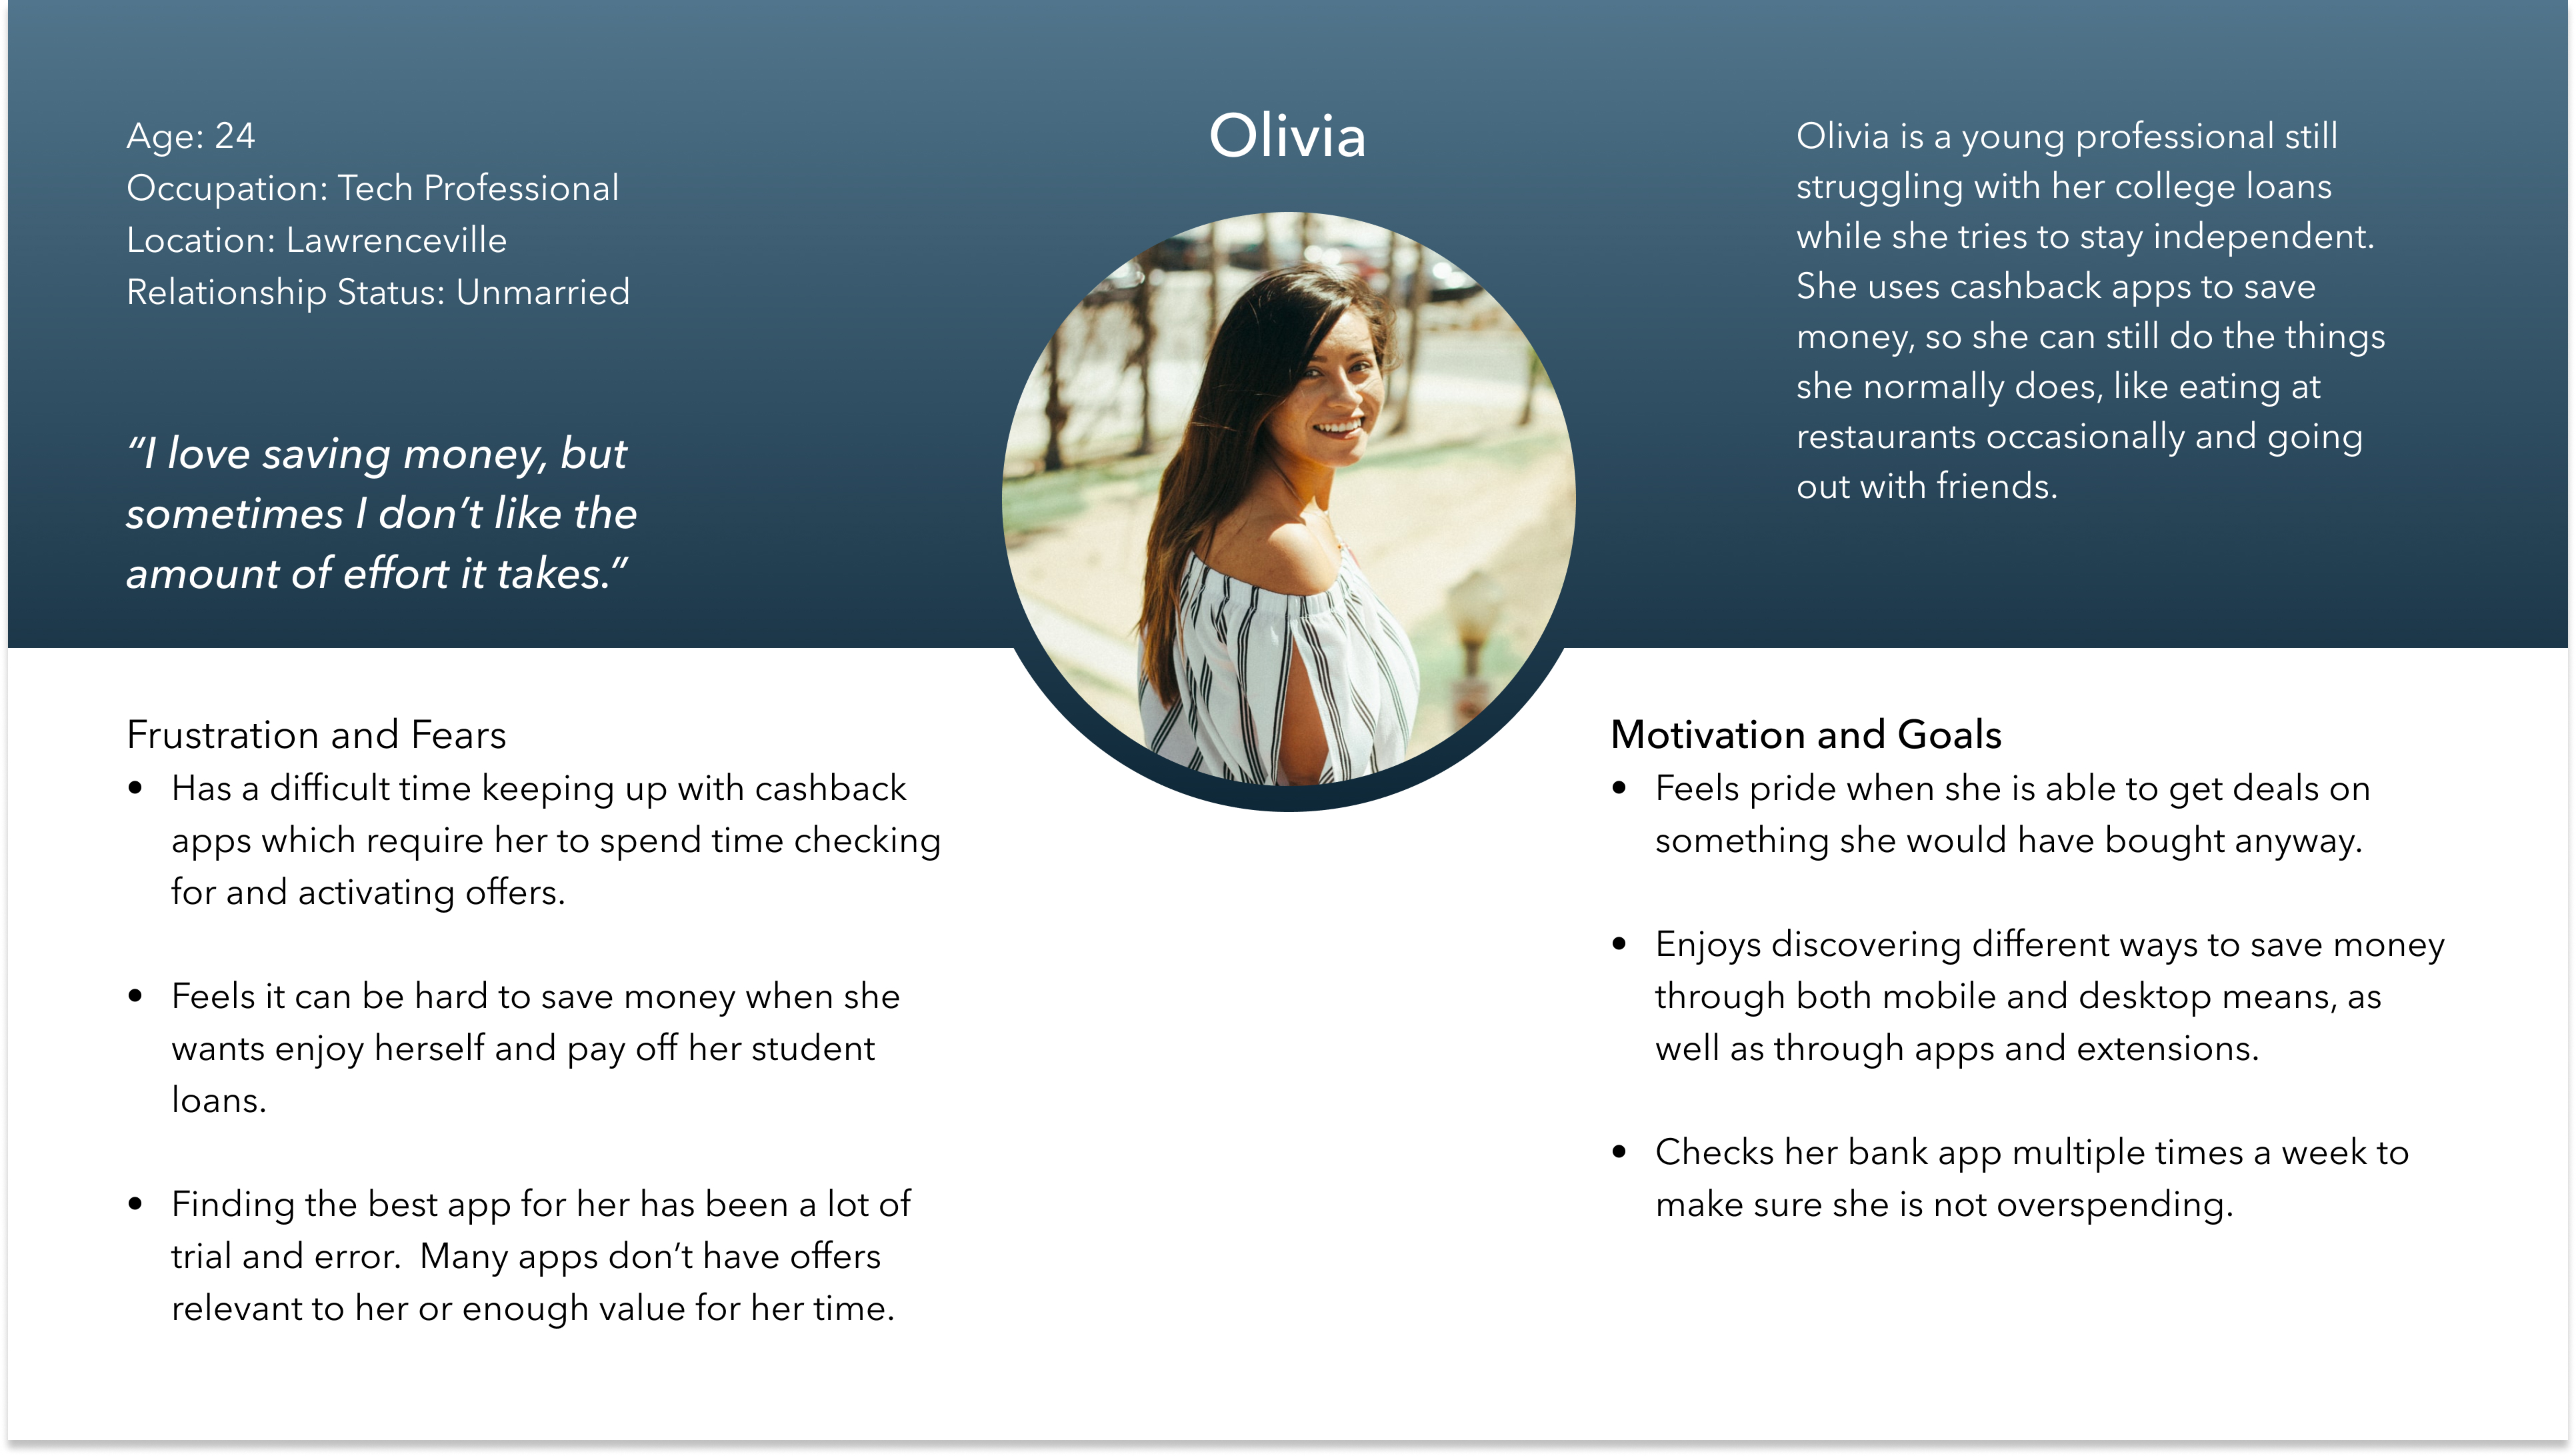 Olivia
Age: 24
Occupation: Tech Professional
Location: Lawrenceville
Relationship Status: Unmarried
“I love saving money, but
sometimes I don’t like the
amount of effort it takes.”
Olivia is a young professional still
struggling with her college loans
while she tries to stay independent.
She uses cashback apps to save
money, so she can still do the things
she normally does, like eating at
restaurants occasionally and going
out with friends.
Frustration and Fears
• Has a difficult time keeping up with cashback
apps which require her to spend time checking
for and activating offers.
• Feels it can be hard to save money when she
wants enjoy herself and pay off her student
loans.
• Finding the best app for her has been a lot of
trial and error.  Many apps don’t have offers
relevant to her or enough value for her time.
Motivation and Goals
• Feels pride when she is able to get deals on
something she would have bought anyway.
• Enjoys discovering different ways to save money
through both mobile and desktop means, as
well as through apps and extensions.
• Checks her bank app multiple times a week to
make sure she is not overspending.